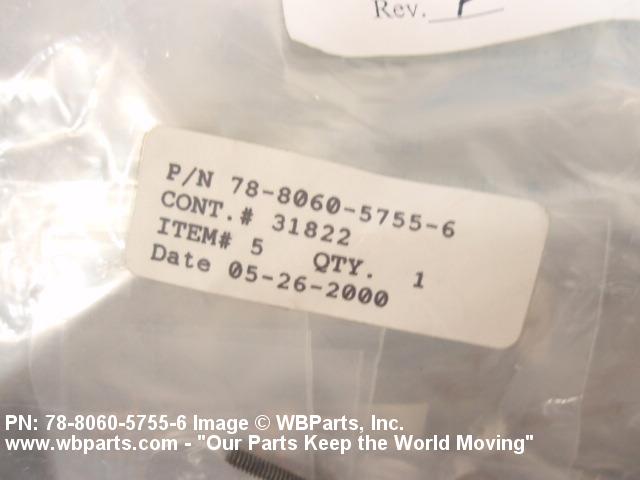 Rev.
P/N 78-8060-5755-6
CONT.# 31822
ITEM# 5 QTY. 1
Date 05-26-2000
PN: 78-8060-5755-6 Image © WBParts, Inc.
www.wbparts.com - "Our Parts Keep the World Moving"